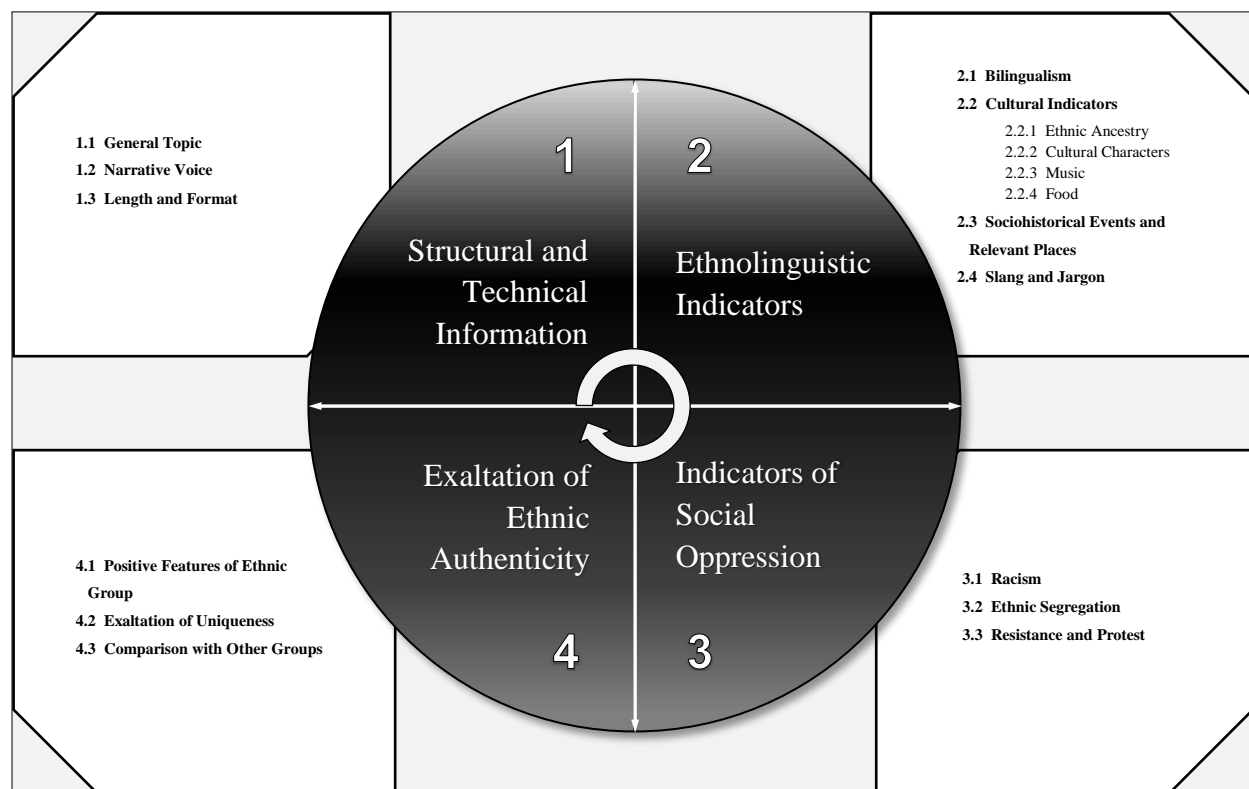 1.1 General Topic
1.2 Narrative Voice
1.3 Length and Format
1
Structural and
Technical
Information
2
Ethnolinguistic
Indicators
2.1 Bilingualism
2.2 Cultural Indicators
2.2.1 Ethnic Ancestry
2.2.2 Cultural Characters
2.2.3 Music
2.2.4 Food
2.3 Sociohistorical Events and
Relevant Places
2.4 Slang and Jargon
Indicators of
Social
Oppression
3
3.1 Racism
3.2 Ethnic Segregation
3.3 Resistance and Protest
Exaltation of
Ethnic
Authenticity
4
4.1 Positive Features of Ethnic
Group
4.2 Exaltation of Uniqueness
4.3 Comparison with Other Groups